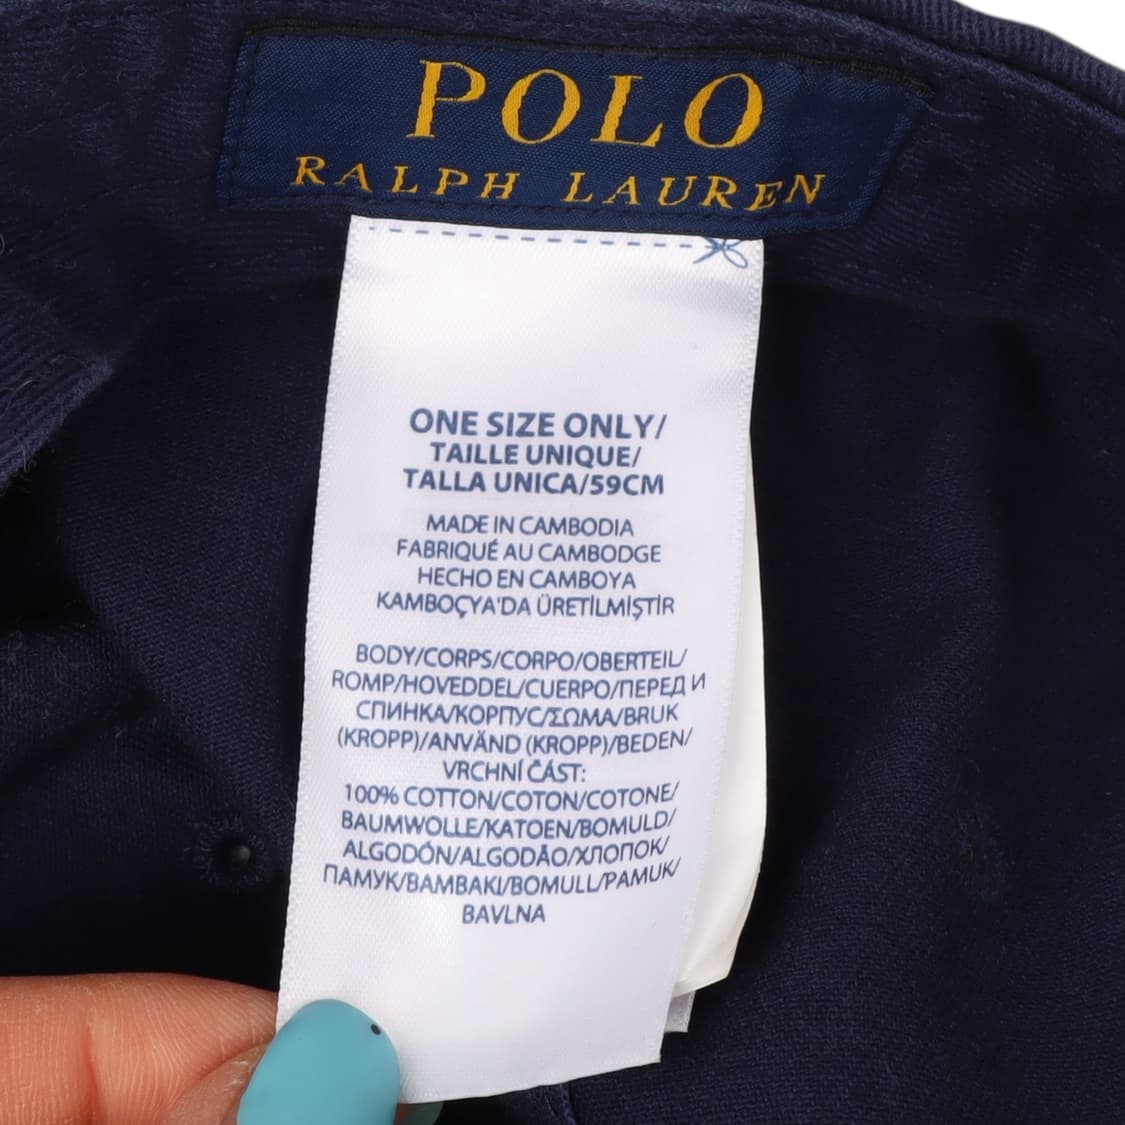 POLO
RALPH LAUREN
ONE SIZE ONLY/
TAILLE UNIQUE/
TALLA UNICA/59CM
MADE IN CAMBODIA
FABRIQUÉ AU CAMBODGE
HECHO EN CAMBOYA
KAMBOÇYA'DA ÜRETİLMİŞTİR
BODY/CORPS/CORPO/OBERTEIL/
ROMP/HOVEDDEL/CUERPO/ПЕРЕД И
СПИНКА/КОРПУС/ΣΩΜΑ/BRUK
(KROPP)/ANVÄND (KROPP)/BEDEN/
VRCHNÍ ČÁST:
100% COTTON/COTON/COTONE/
BAUMWOLLE/KATOEN/BOMULD/
ALGODÓN/ALGODÃO/ХЛОПОК/
ПАМУК/ΒΑΜΒΑΚΙ/BOMULL/PAMUK/
BAVLNA